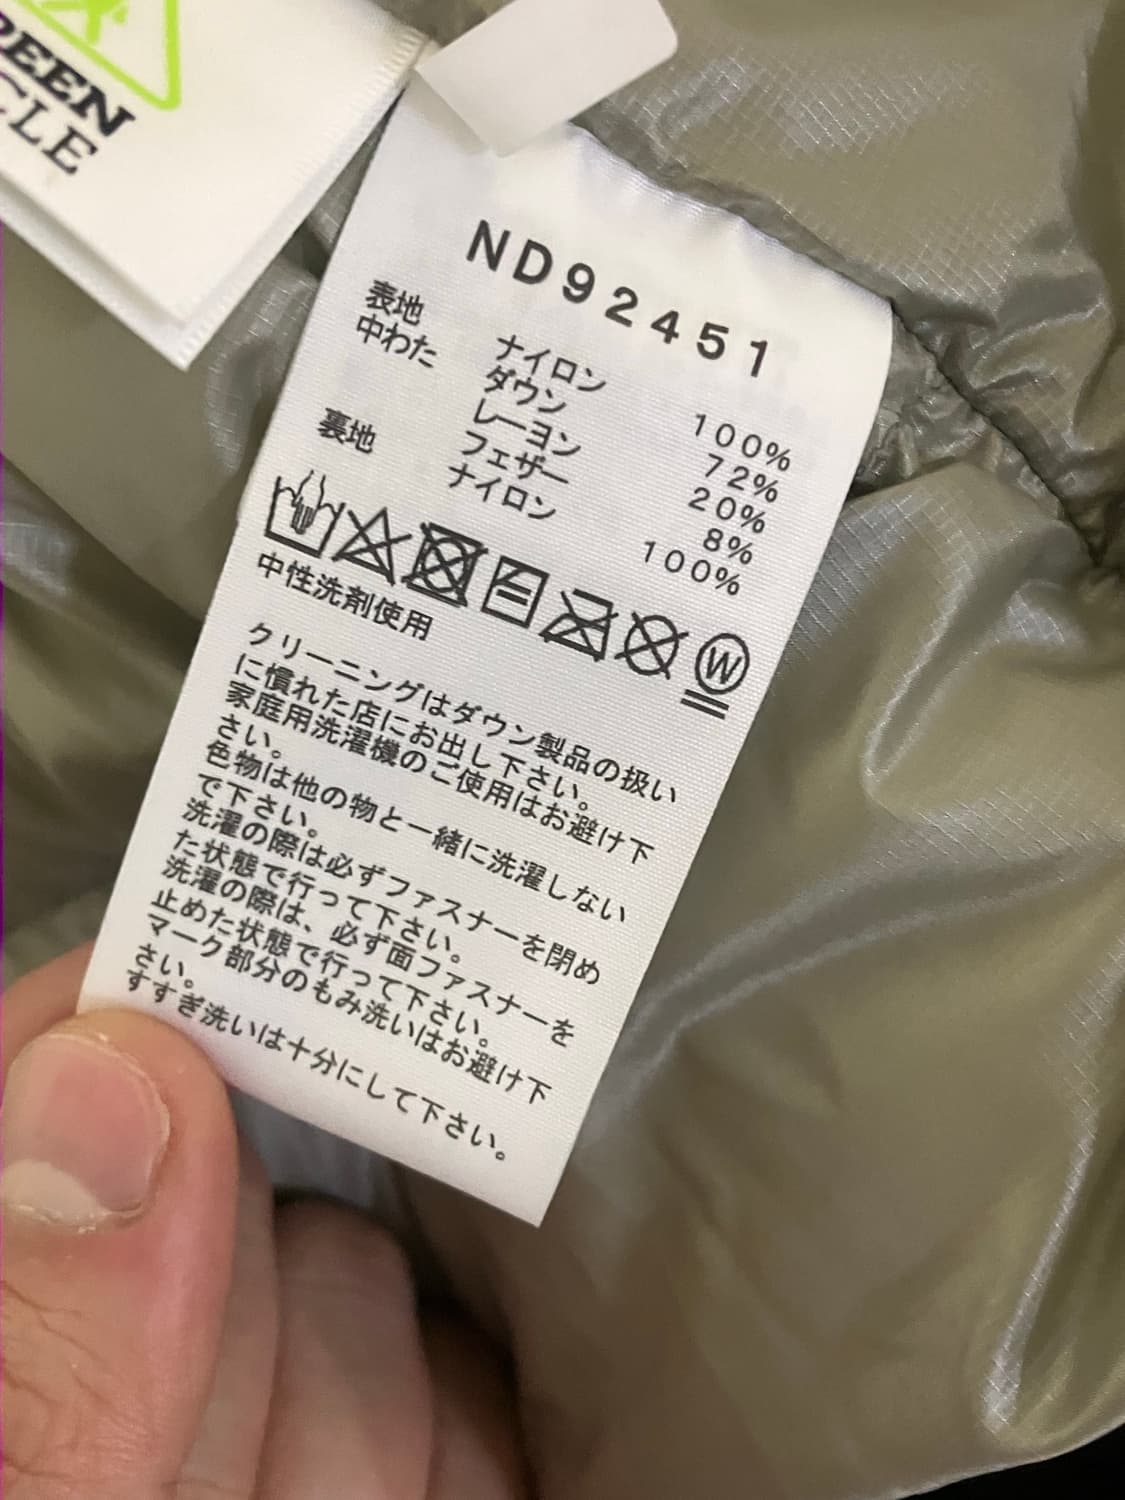 REEN
CLE
ND92451
表地 ナイロン 100%
中わた ダウン 72%
レーヨン 20%
フェザー 8%
裏地 ナイロン 100%
W
中性洗剤使用
クリーニングはダウン製品の扱い
に慣れた店にお出し下さい。
家庭用洗濯機のご使用はお避け下
さい。
色物は他の物と一緒に洗濯しない
で下さい。
洗濯の際は必ずファスナーを閉め
た状態で行って下さい。
洗濯の際は、必ず面ファスナーを
止めた状態で行って下さい。
マーク部分のもみ洗いはお避け下
さい。
すすぎ洗いは十分にして下さい。